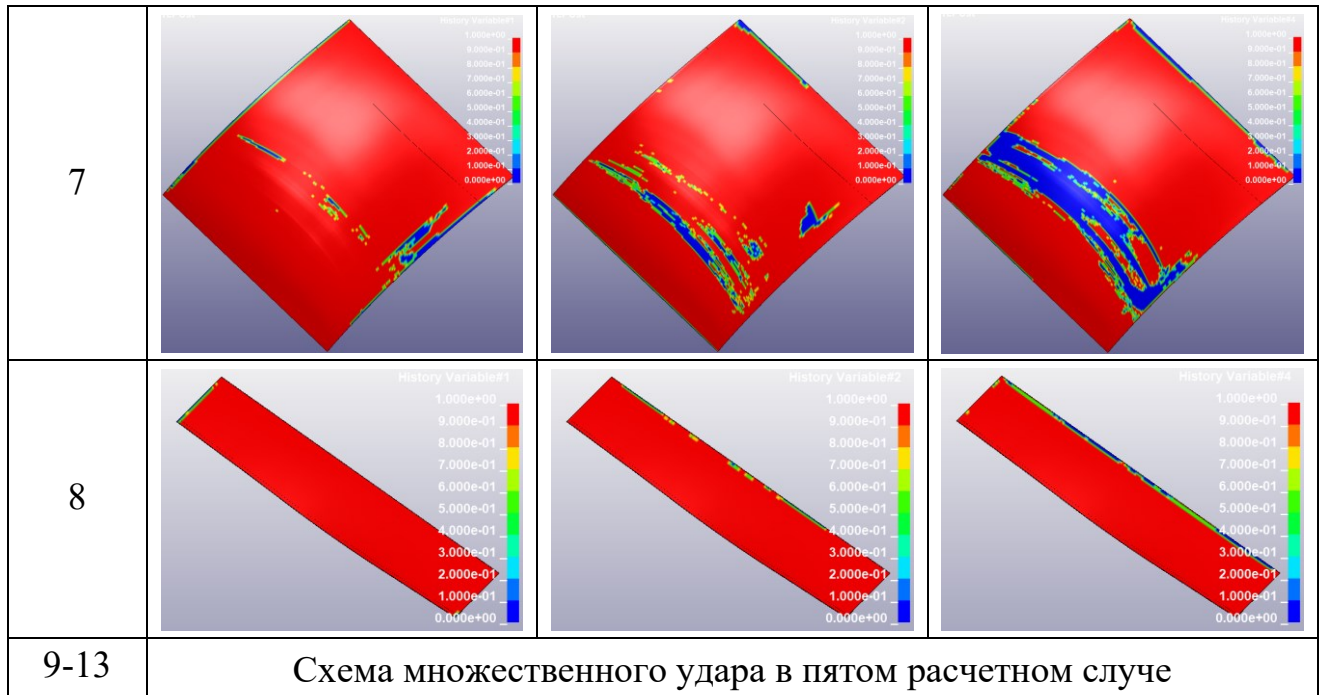 7
History Variable#1
1.000e+00
9.000e-01
8.000e-01
7.000e-01
6.000e-01
5.000e-01
4.000e-01
3.000e-01
2.000e-01
1.000e-01
0.000e+00
History Variable#2
1.000e+00
9.000e-01
8.000e-01
7.000e-01
6.000e-01
5.000e-01
4.000e-01
3.000e-01
2.000e-01
1.000e-01
0.000e+00
History Variable#4
1.000e+00
9.000e-01
8.000e-01
7.000e-01
6.000e-01
5.000e-01
4.000e-01
3.000e-01
2.000e-01
1.000e-01
0.000e+00
8
History Variable#1
1.000e+00
9.000e-01
8.000e-01
7.000e-01
6.000e-01
5.000e-01
4.000e-01
3.000e-01
2.000e-01
1.000e-01
0.000e+00
History Variable#2
1.000e+00
9.000e-01
8.000e-01
7.000e-01
6.000e-01
5.000e-01
4.000e-01
3.000e-01
2.000e-01
1.000e-01
0.000e+00
History Variable#4
1.000e+00
9.000e-01
8.000e-01
7.000e-01
6.000e-01
5.000e-01
4.000e-01
3.000e-01
2.000e-01
1.000e-01
0.000e+00
9-13
Схема множественного удара в пятом расчетном случе